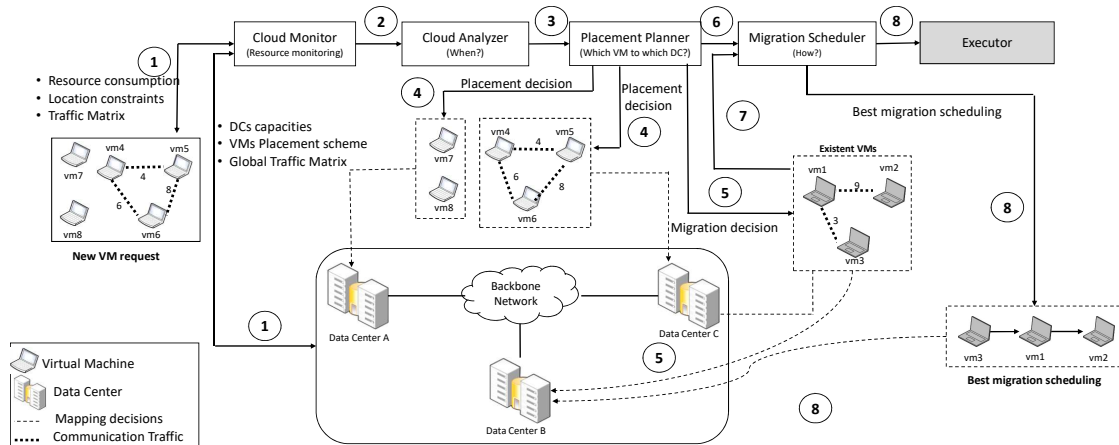 1
2
3
6
8
Cloud Monitor
(Resource monitoring)
Cloud Analyzer
(When?)
Placement Planner
(Which VM to which DC?)
Migration Scheduler
(How?)
Executor
• Resource consumption
• Location constraints
• Traffic Matrix
Placement decision
4
Placement
decision
4
7
Best migration scheduling
• DCs capacities
• VMs Placement scheme
• Global Traffic Matrix
vm7
vm4
vm5
4
6
8
vm8
vm6
New VM request
vm7
vm8
vm4
vm5
4
6
8
vm6
5
Migration decision
Existent VMs
vm1
vm2
9
3
vm3
8
Backbone
Network
Data Center A
Data Center C
Data Center B
1
5
8
vm3
vm1
vm2
Best migration scheduling
Virtual Machine
Data Center
Mapping decisions
Communication Traffic